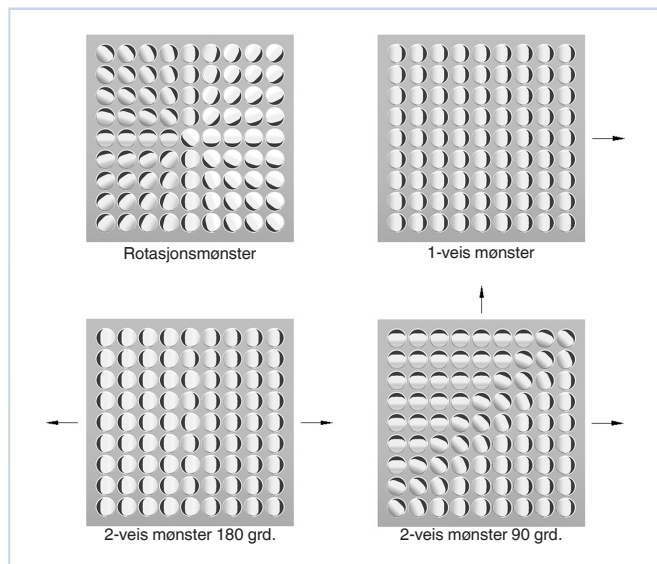 Rotasjonsmønster
1-veis mønster
2-veis mønster 180 grd.
2-veis mønster 90 grd.